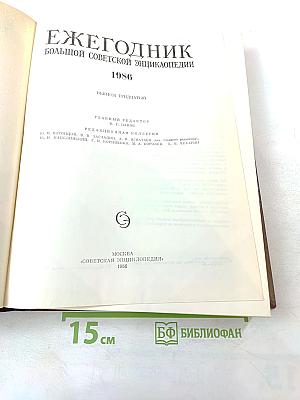 ЕЖЕГОДНИК
БОЛЬШОЙ СОВЕТСКОЙ ЭНЦИКЛОПЕДИИ
1986
ВЫПУСК ТРИДЦАТЫЙ
ГЛАВНЫЙ РЕДАКТОР
РЕДАКЦИОННАЯ КОЛЛЕГИЯ
МОСКВА
«СОВЕТСКАЯ ЭНЦИКЛОПЕДИЯ»
1986
15 см
БФ БИБЛИОФАН